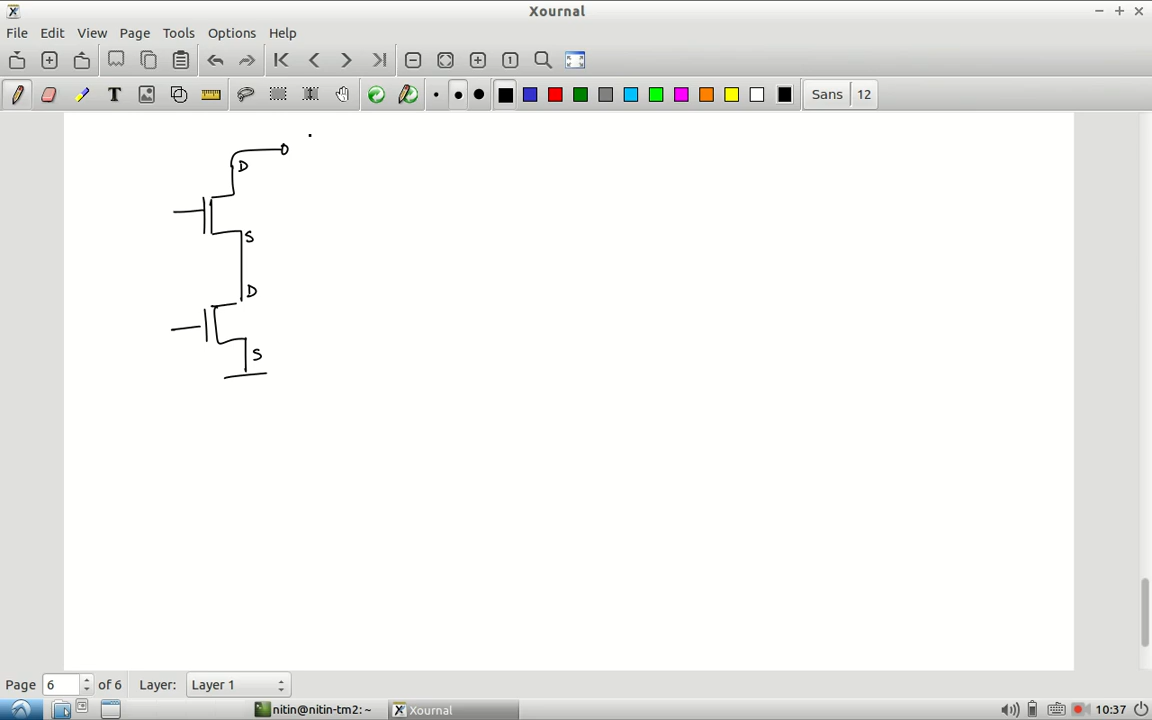 Xournal
File Edit View Page Tools Options Help
Sans 12
D
S
D
S
Page 6 of 6 Layer: Layer 1
nitin@nitin-tm2: ~ Xournal 10:37